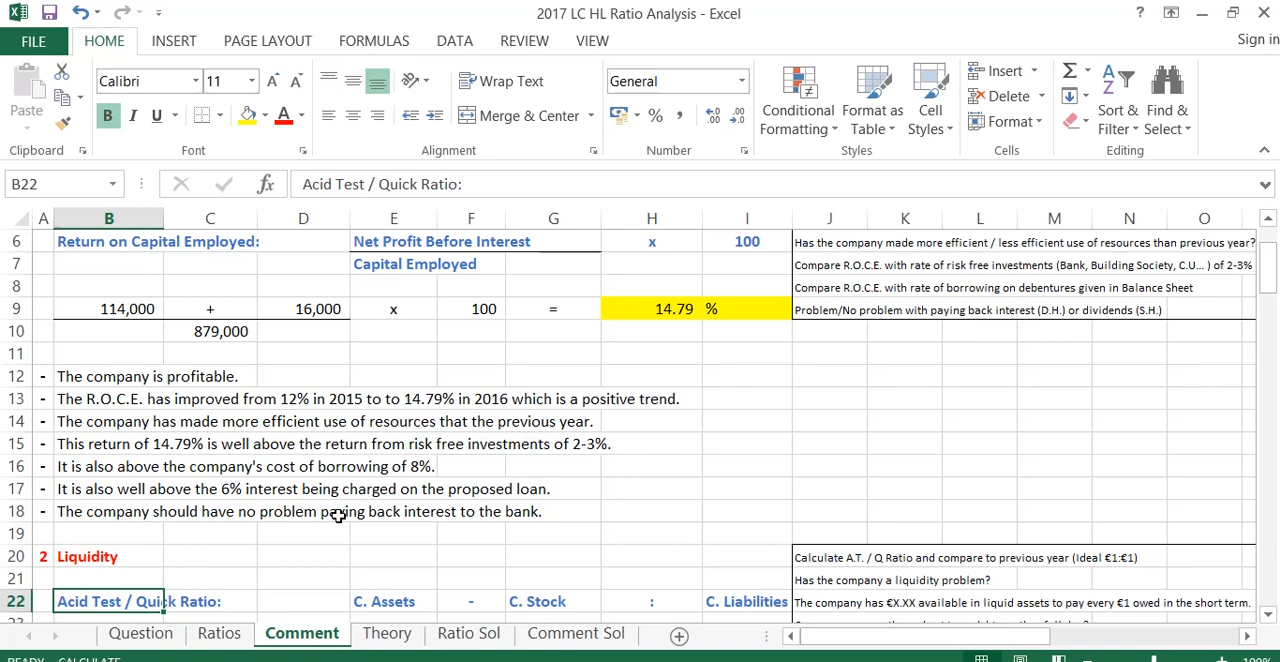 2017 LC HL Ratio Analysis - Excel
?
Sign in
FILE HOME INSERT PAGE LAYOUT FORMULAS DATA REVIEW VIEW
Paste
Calibri 11
Wrap Text
General
Merge & Center
B I U
Conditional Formatting
Format as Table
Cell Styles
Insert
Delete
Format
Sort & Filter
Find & Select
Clipboard Font Alignment Number Styles Cells Editing
B22 fx Acid Test / Quick Ratio:
A B C D E F G H I J K L M N O
6 Return on Capital Employed: Net Profit Before Interest x 100 Has the company made more efficient / less efficient use of resources than previous year?
7 Capital Employed Compare R.O.C.E. with rate of risk free investments (Bank, Building Society, C.U... ) of 2-3%
8 Compare R.O.C.E. with rate of borrowing on debentures given in Balance Sheet
9 114,000 + 16,000 x 100 = 14.79 % Problem/No problem with paying back interest (D.H.) or dividends (S.H.)
10 879,000
11
12 - The company is profitable.
13 - The R.O.C.E. has improved from 12% in 2015 to to 14.79% in 2016 which is a positive trend.
14 - The company has made more efficient use of resources that the previous year.
15 - This return of 14.79% is well above the return from risk free investments of 2-3%.
16 - It is also above the company's cost of borrowing of 8%.
17 - It is also well above the 6% interest being charged on the proposed loan.
18 - The company should have no problem paying back interest to the bank.
19
20 2 Liquidity Calculate A.T. / Q Ratio and compare to previous year (Ideal €1:€1)
21 Has the company a liquidity problem?
22 Acid Test / Quick Ratio: C. Assets - C. Stock : C. Liabilities The company has €X.XX available in liquid assets to pay every €1 owed in the short term.
Question Ratios Comment Theory Ratio Sol Comment Sol
READY CALCULATE 100%